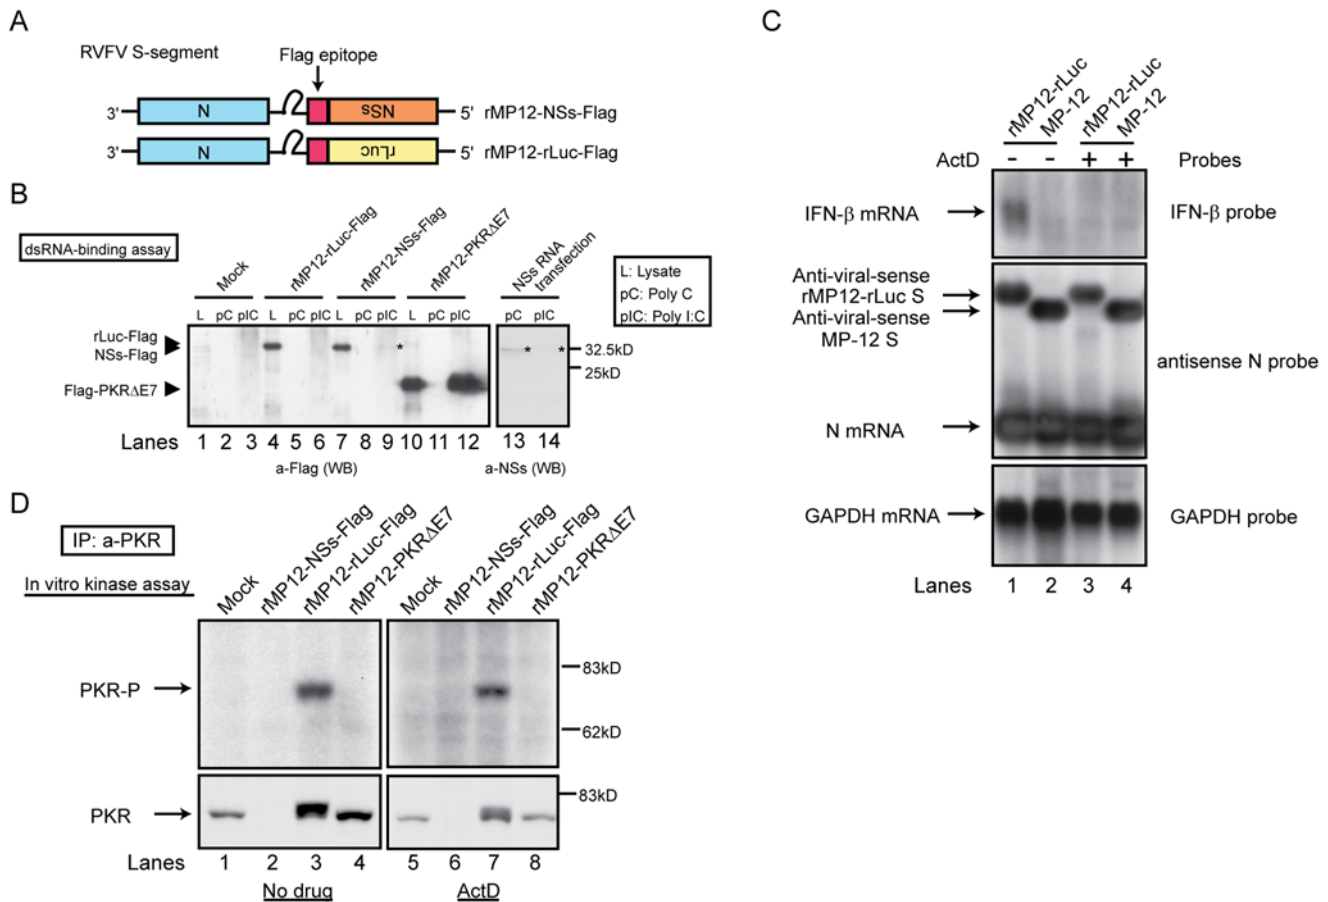 A
RVFV S-segment
Flag epitope
3' N NSs 5' rMP12-NSs-Flag
3' N rLuc 5' rMP12-rLuc-Flag
B
dsRNA-binding assay
Mock rMP12-rLuc-Flag rMP12-NSs-Flag rMP12-PKRΔE7 NSs RNA transfection
L pC pIC L pC pIC L pC pIC L pC pIC pC pIC
L: Lysate
pC: Poly C
pIC: Poly I:C
rLuc-Flag
NSs-Flag
Flag-PKRΔE7
* * *
32.5kD
25kD
Lanes 1 2 3 4 5 6 7 8 9 10 11 12 13 14
a-Flag (WB) a-NSs (WB)
C
rMP12-rLuc MP-12 rMP12-rLuc MP-12
ActD - - + + Probes
IFN-β mRNA IFN-β probe
Anti-viral-sense
rMP12-rLuc S
Anti-viral-sense
MP-12 S
antisense N probe
N mRNA
GAPDH mRNA GAPDH probe
Lanes 1 2 3 4
D
IP: a-PKR
In vitro kinase assay
Mock rMP12-NSs-Flag rMP12-rLuc-Flag rMP12-PKRΔE7 Mock rMP12-NSs-Flag rMP12-rLuc-Flag rMP12-PKRΔE7
83kD
PKR-P
62kD
83kD
PKR
Lanes 1 2 3 4 5 6 7 8
No drug ActD